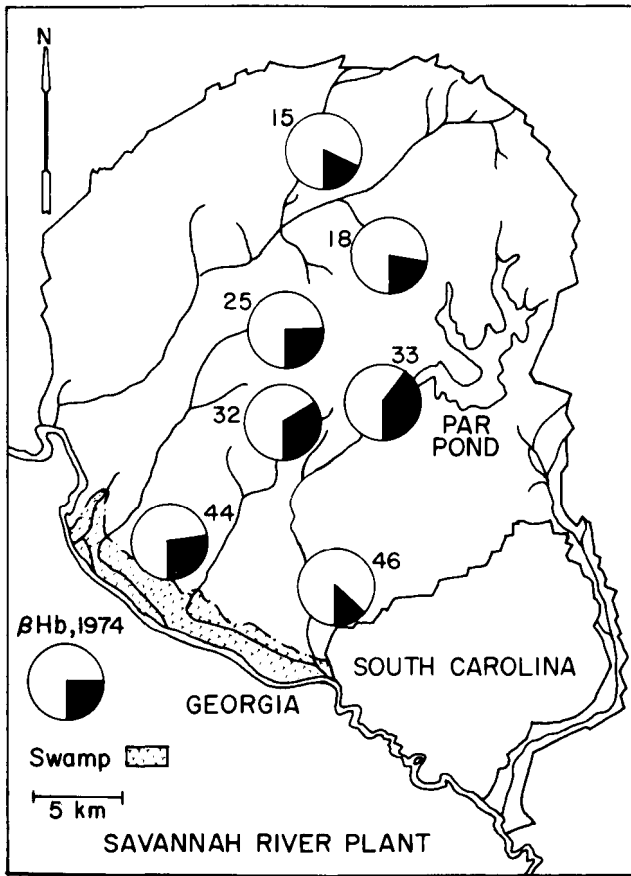 N
15
18
25
33
32
PAR
POND
44
46
βHb, 1974
SOUTH CAROLINA
GEORGIA
Swamp
5 km
SAVANNAH RIVER PLANT